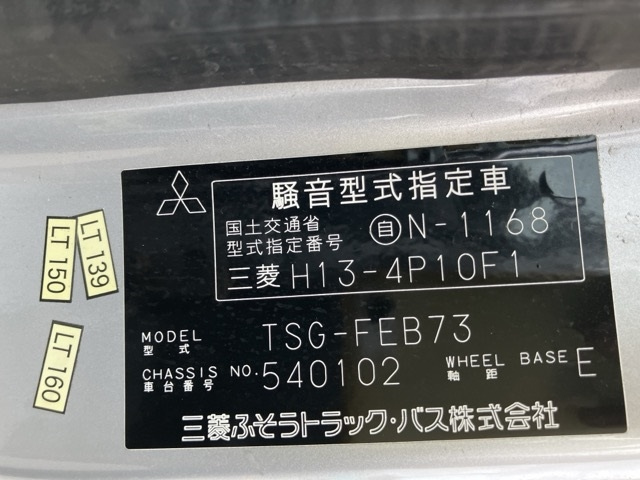 騒音型式指定車
国土交通省
型式指定番号 自N-1168
三菱 H13-4P10F1
MODEL
型式 TSG-FEB73
CHASSIS NO.
車台番号 540102
WHEEL BASE
軸距 E
三菱ふそうトラック・バス株式会社
LT 139
LT 150
LT 160